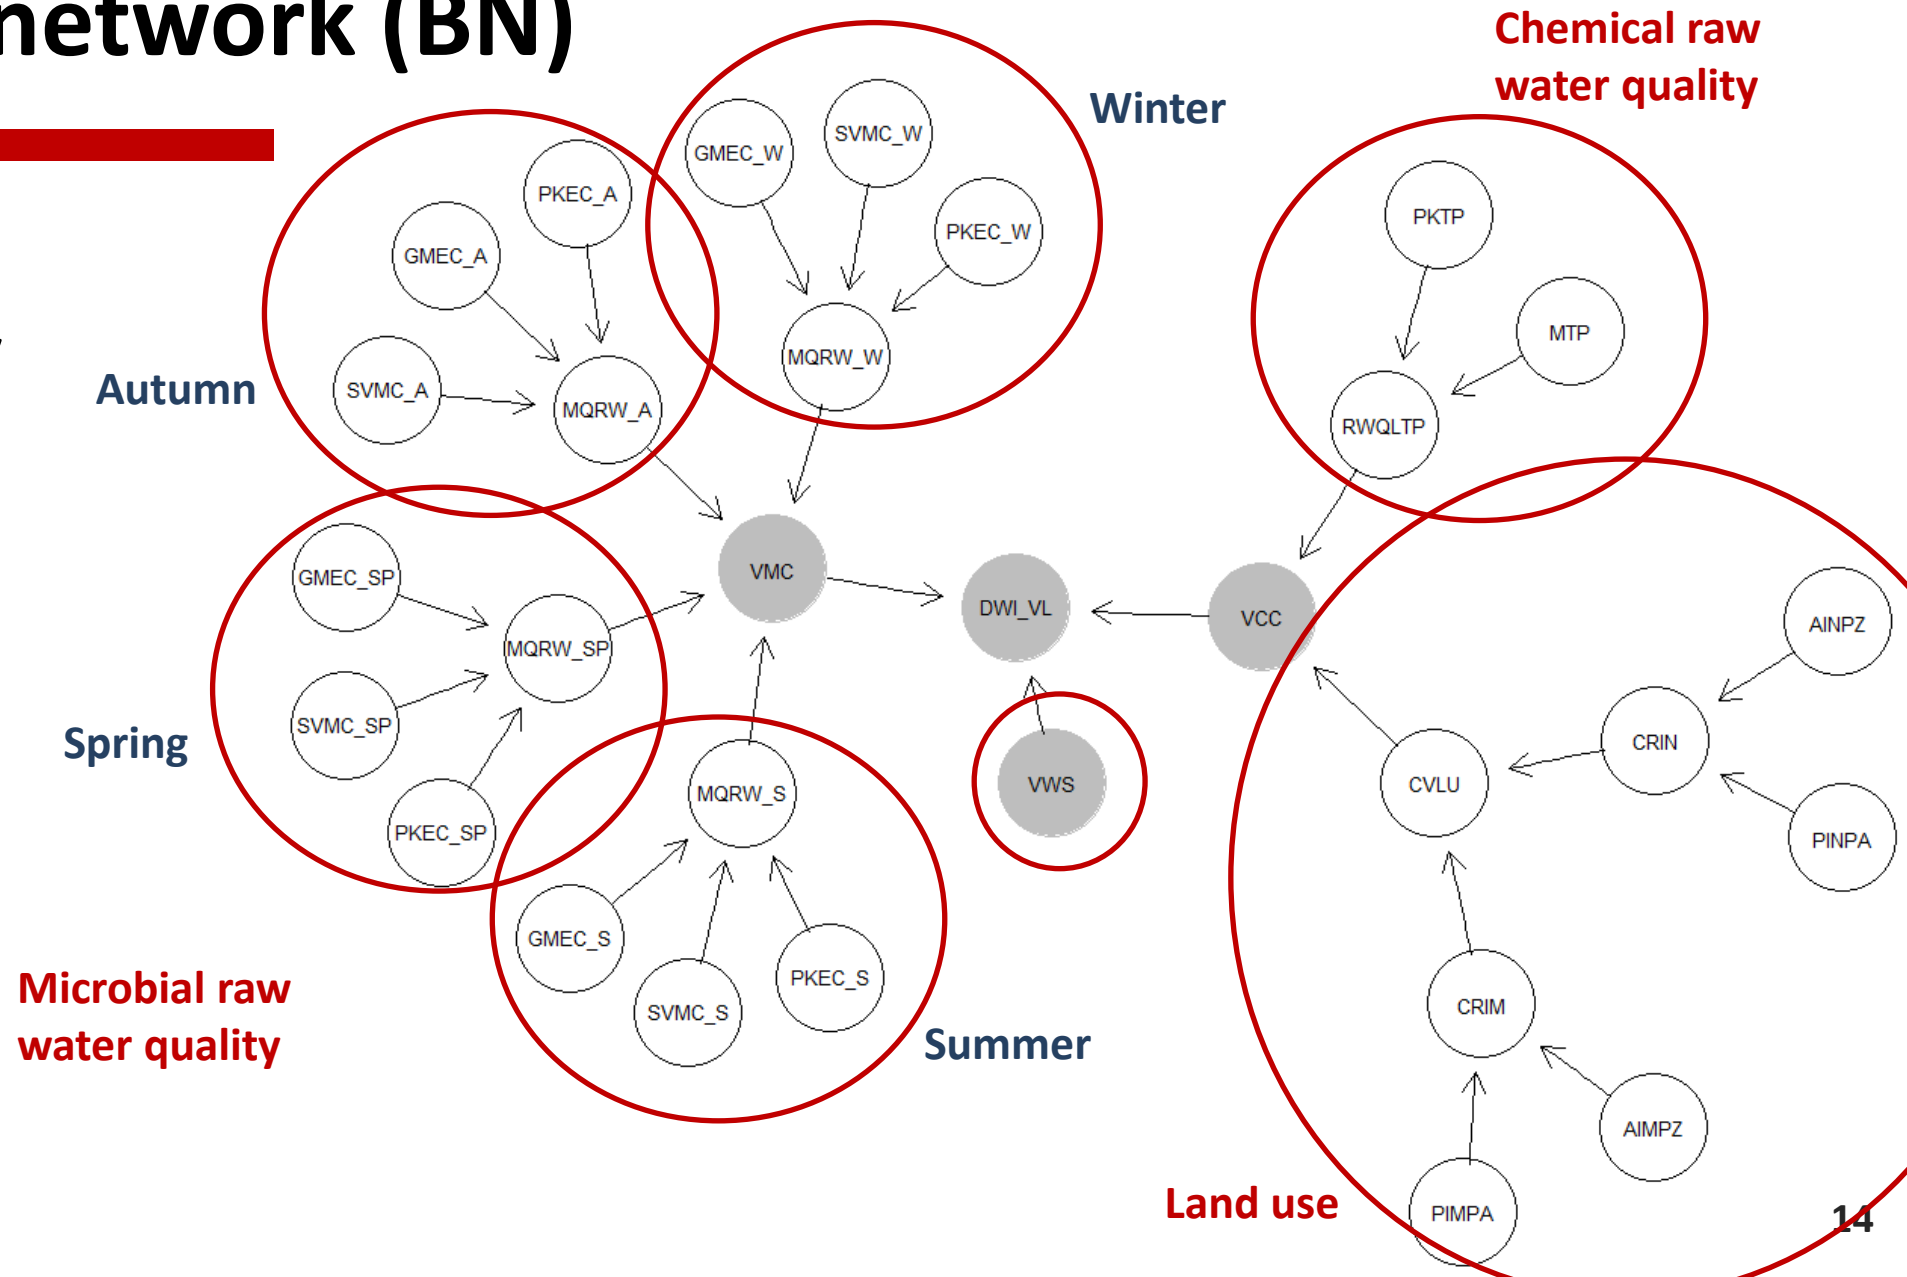 network (BN)
Chemical raw
water quality
Winter
Autumn
Spring
Summer
Microbial raw
water quality
Land use
GMEC_W
SVMC_W
PKEC_W
MQRW_W
PKEC_A
GMEC_A
SVMC_A
MQRW_A
PKTP
MTP
RWQLTP
GMEC_SP
SVMC_SP
PKEC_SP
MQRW_SP
VMC
DWI_VL
VCC
VWS
MQRW_S
GMEC_S
SVMC_S
PKEC_S
AINPZ
CRIN
PINPA
CVLU
CRIM
AIMPZ
PIMPA
14